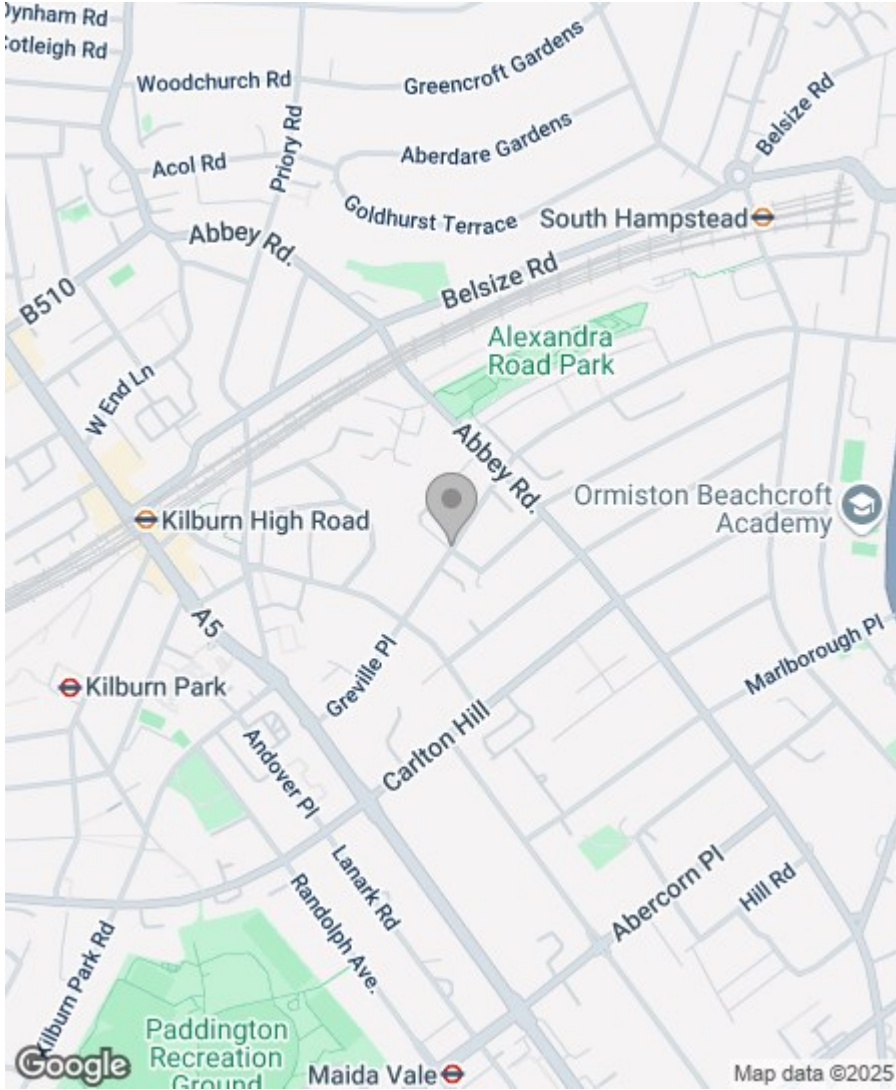 ynham Rd
Cotleigh Rd
Woodchurch Rd
Greencroft Gardens
Priory Rd
Belsize Rd
Acol Rd
Aberdare Gardens
Goldhurst Terrace
South Hampstead
Abbey Rd.
Belsize Rd
B510
Alexandra
Road Park
W End Ln
Abbey Rd.
Ormiston Beachcroft
Academy
Kilburn High Road
A5
Marlborough Pl
Kilburn Park
Greville Pl
Carlton Hill
Andover Pl
Lanark Rd
Abercorn Pl
Hill Rd
Randolph Ave.
Kilburn Park Rd
Paddington
Recreation
Ground
Google
Maida Vale
Map data ©2025